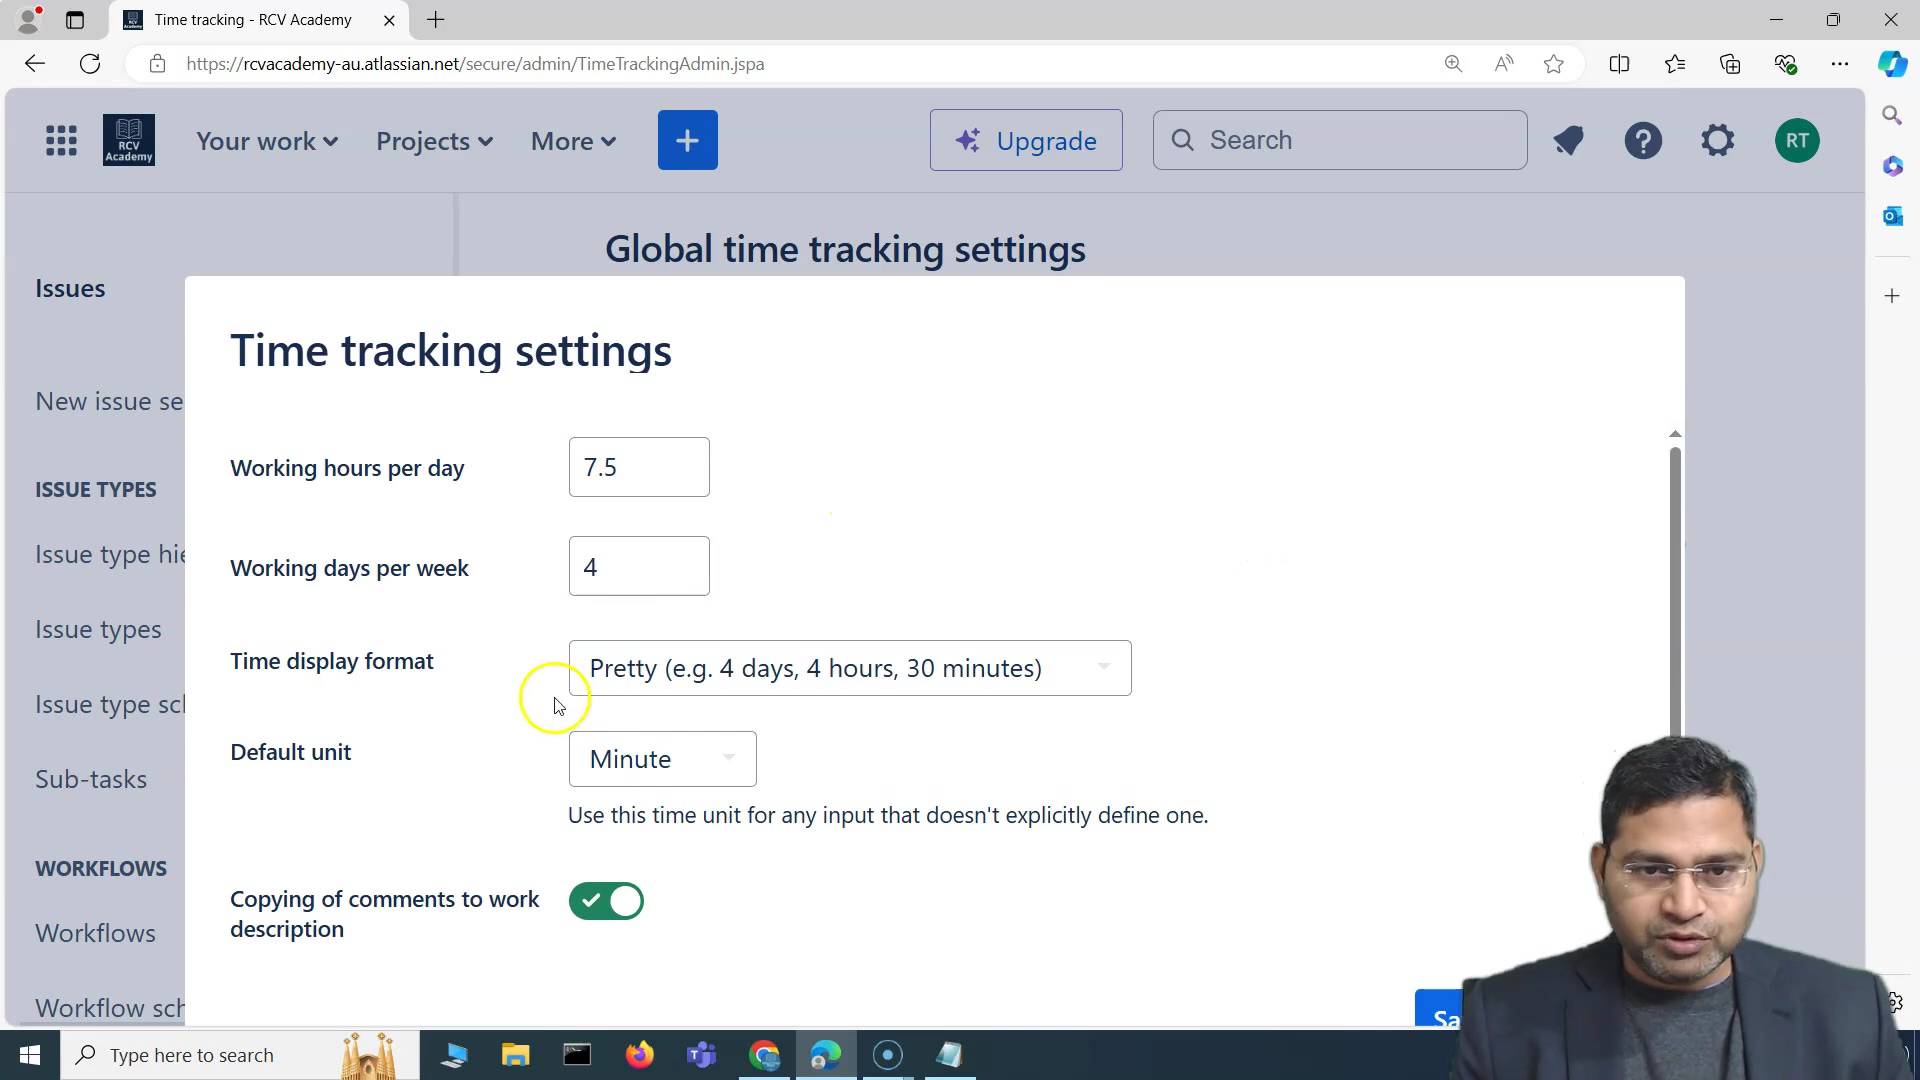 Time tracking - RCV Academy
https://rcvacademy-au.atlassian.net/secure/admin/TimeTrackingAdmin.jspa
RCV
Academy
Your work
Projects
More
Upgrade
Search
RT
Global time tracking settings
Issues
Time tracking settings
New issue se
Working hours per day
7.5
ISSUE TYPES
Issue type hie
Working days per week
4
Issue types
Time display format
Pretty (e.g. 4 days, 4 hours, 30 minutes)
Issue type sch
Default unit
Minute
Sub-tasks
Use this time unit for any input that doesn't explicitly define one.
WORKFLOWS
Copying of comments to work
description
Workflows
Workflow sch
Sa
Type here to search